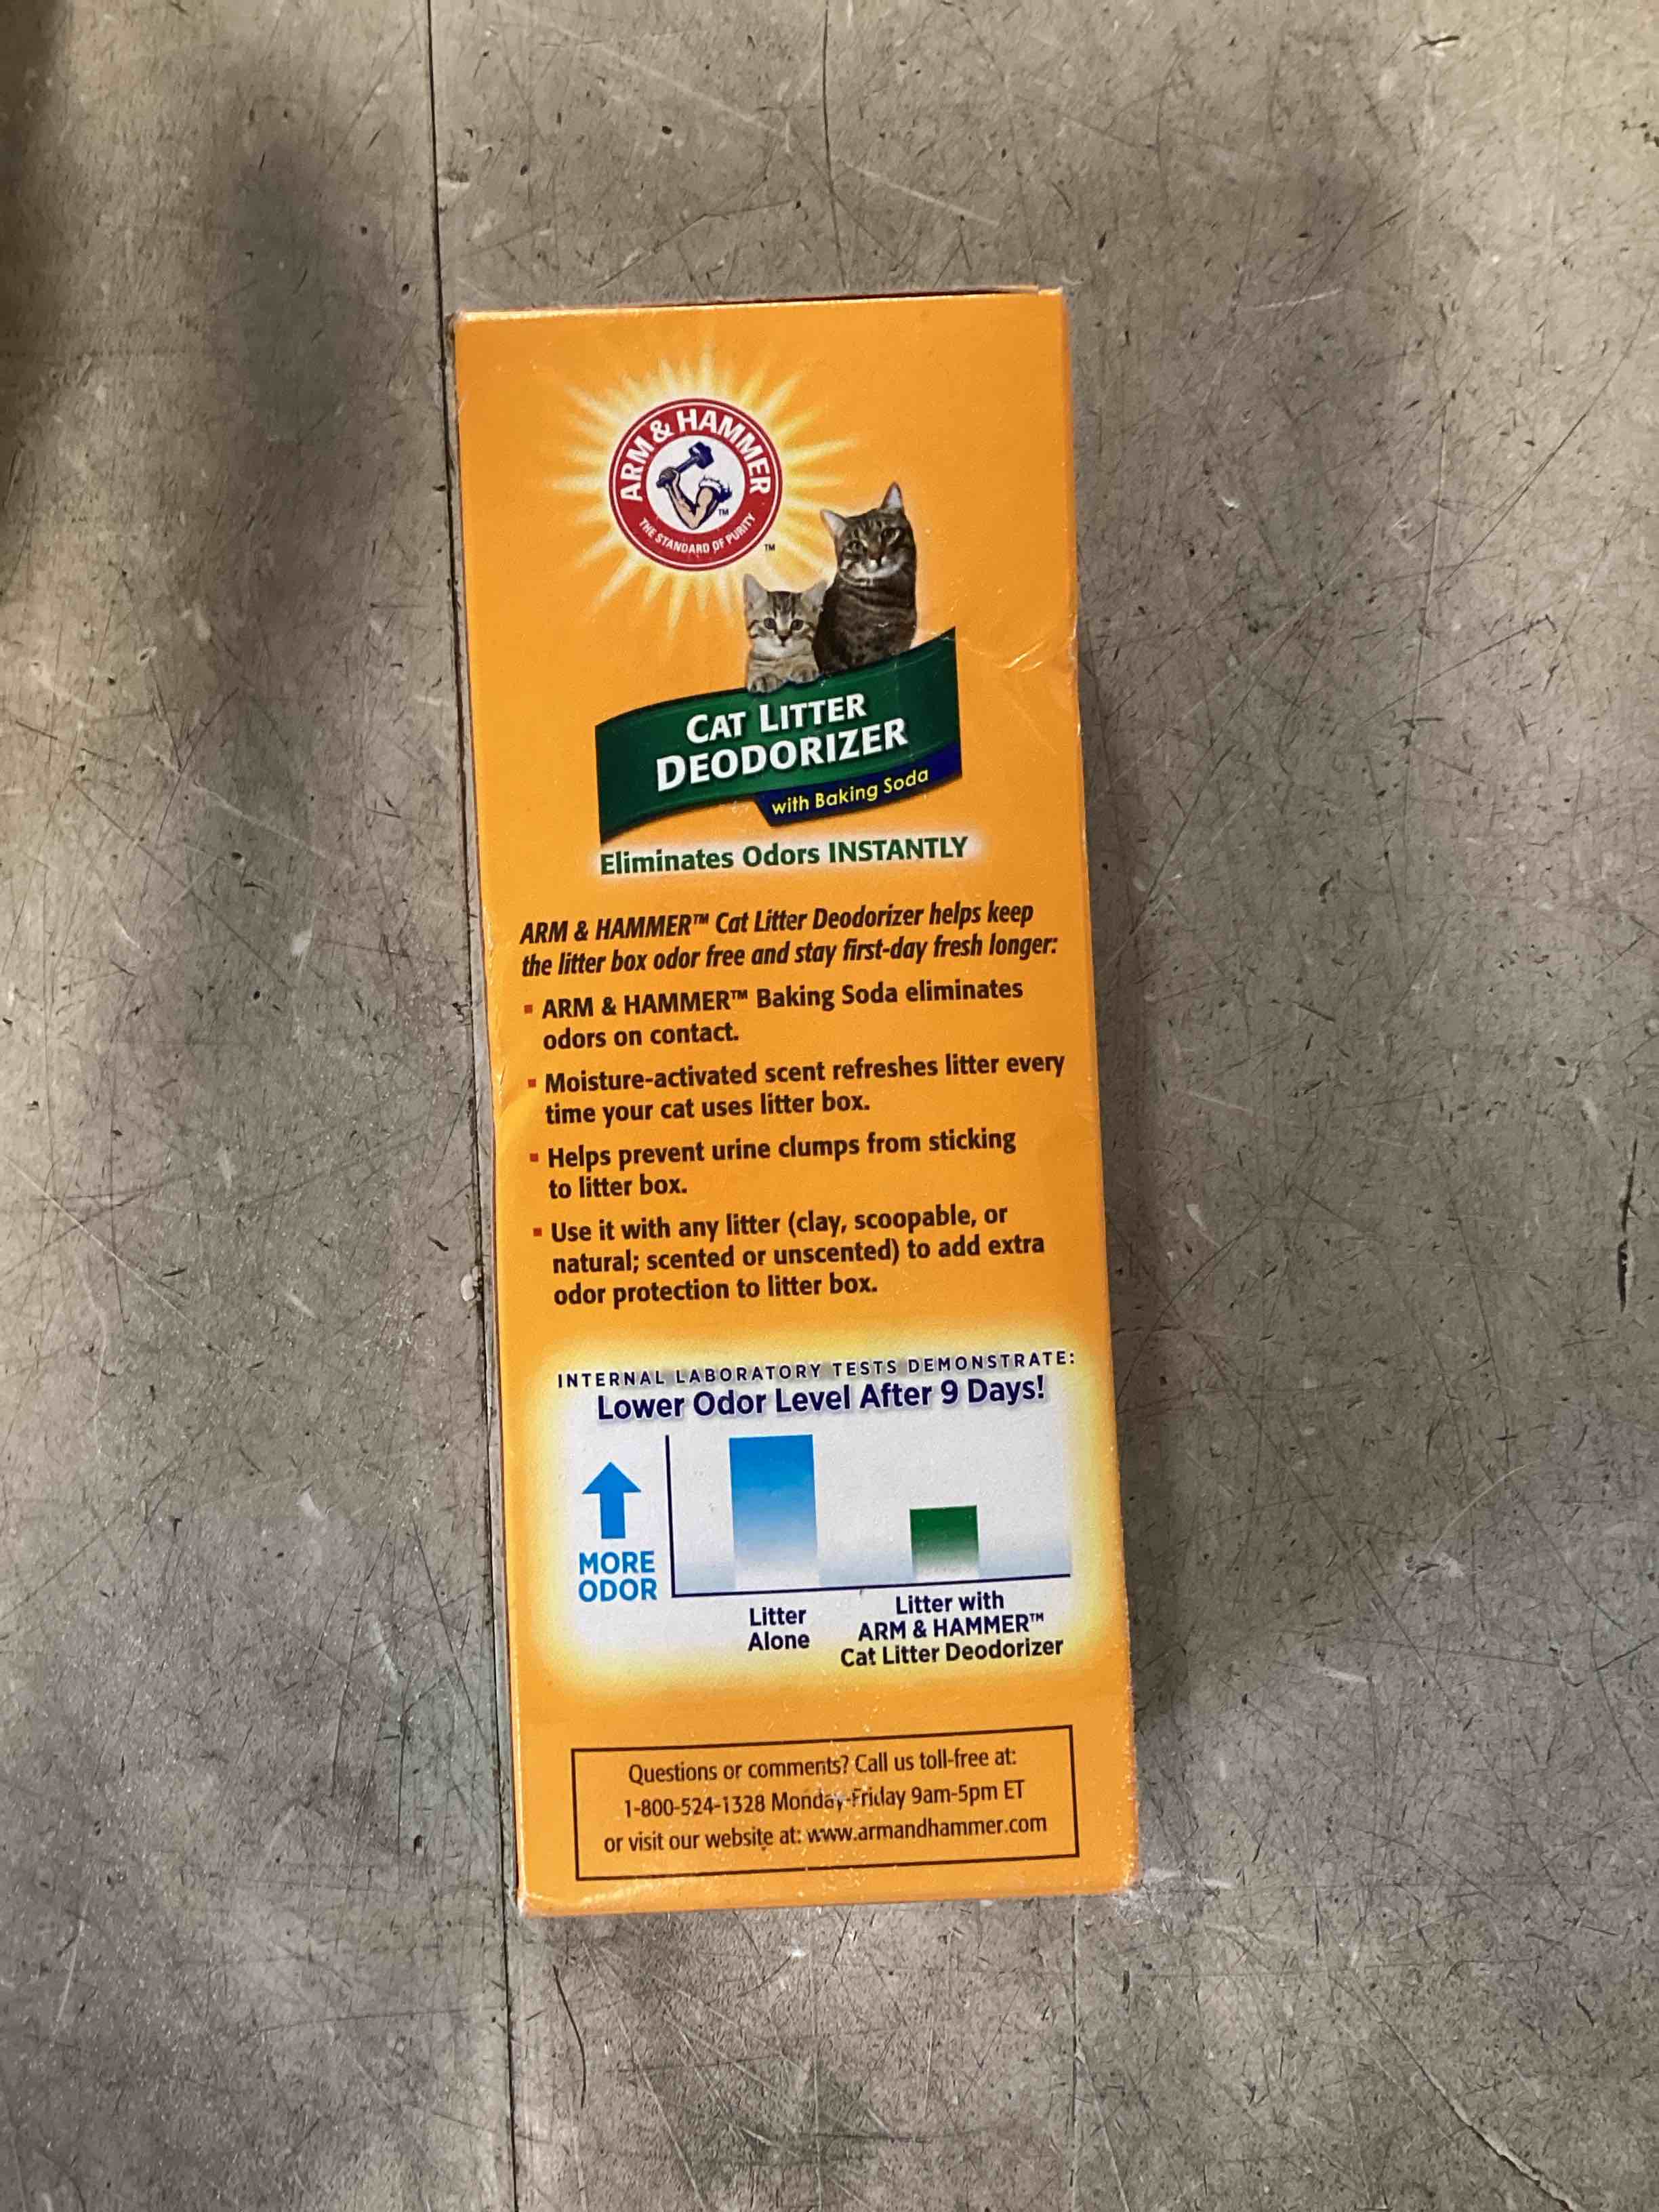 ARM & HAMMER
TM
THE STANDARD OF PURITY
TM
CAT LITTER
DEODORIZER
with Baking Soda
Eliminates Odors INSTANTLY
ARM & HAMMER™ Cat Litter Deodorizer helps keep
the litter box odor free and stay first-day fresh longer:
▪ ARM & HAMMER™ Baking Soda eliminates
odors on contact.
▪ Moisture-activated scent refreshes litter every
time your cat uses litter box.
▪ Helps prevent urine clumps from sticking
to litter box.
▪ Use it with any litter (clay, scoopable, or
natural; scented or unscented) to add extra
odor protection to litter box.
INTERNAL LABORATORY TESTS DEMONSTRATE:
Lower Odor Level After 9 Days!
MORE
ODOR
Litter
Alone
Litter with
ARM & HAMMER™
Cat Litter Deodorizer
Questions or comments? Call us toll-free at:
1-800-524-1328 Monday-Friday 9am-5pm ET
or visit our website at: www.armandhammer.com